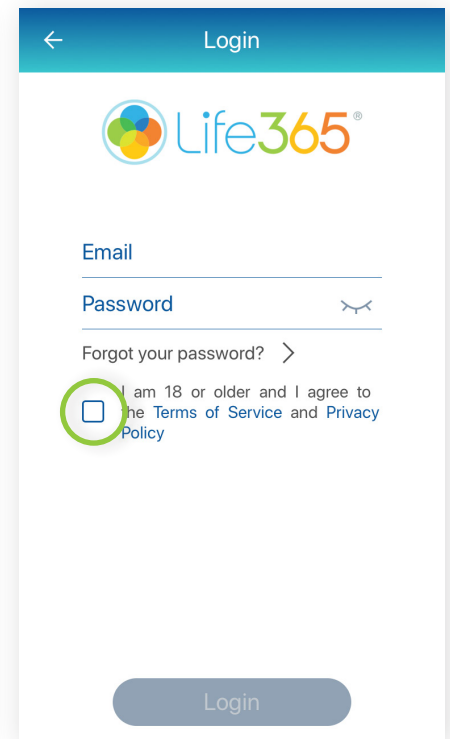 Login
Life365®
Email
Password
Forgot your password?
I am 18 or older and I agree to
the Terms of Service and Privacy
Policy
Login